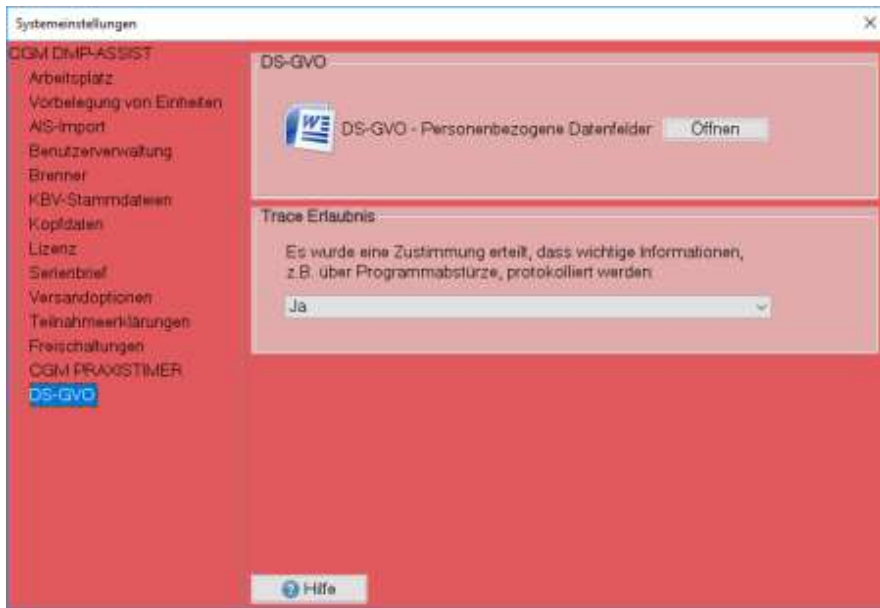 Systemeinstellungen
CGM DMP-ASSIST
Arbeitsplatz
Vorbelegung von Einheiten
AIS-Import
Benutzerverwaltung
Brenner
KBV-Stammdateien
Kopfdaten
Lizenz
Serienbrief
Versandoptionen
Teilnahmeerklärungen
Freischaltungen
CGM PRAXISTIMER
DS-GVO
DS-GVO
DS-GVO - Personenbezogene Datenfelder Öffnen
Trace Erlaubnis
Es wurde eine Zustimmung erteilt, dass wichtige Informationen,
z.B. über Programmabstürze, protokolliert werden
Ja
Hilfe